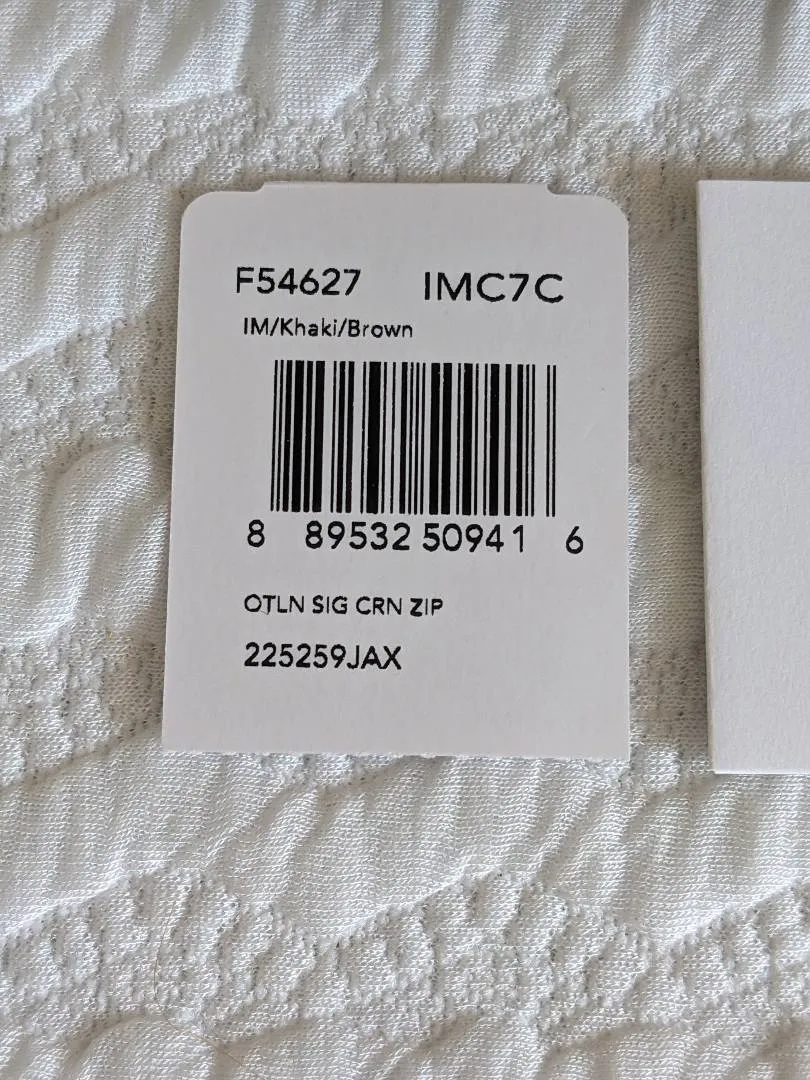 F54627 IMC7C
IM/Khaki/Brown
8 89532 50941 6
OTLN SIG CRN ZIP
225259JAX